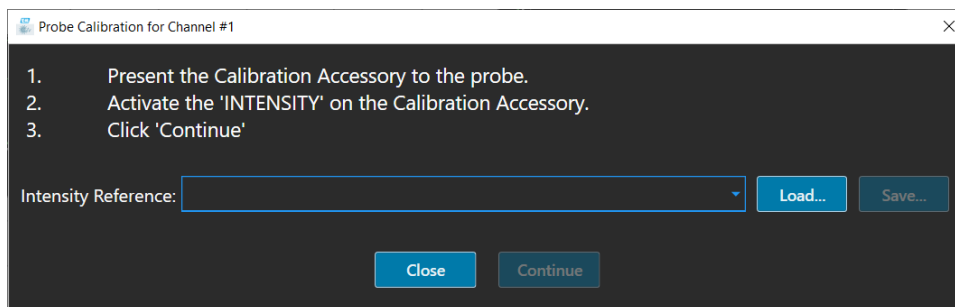 Probe Calibration for Channel #1
1. Present the Calibration Accessory to the probe.
2. Activate the 'INTENSITY' on the Calibration Accessory.
3. Click 'Continue'
Intensity Reference: Load... Save...
Close Continue